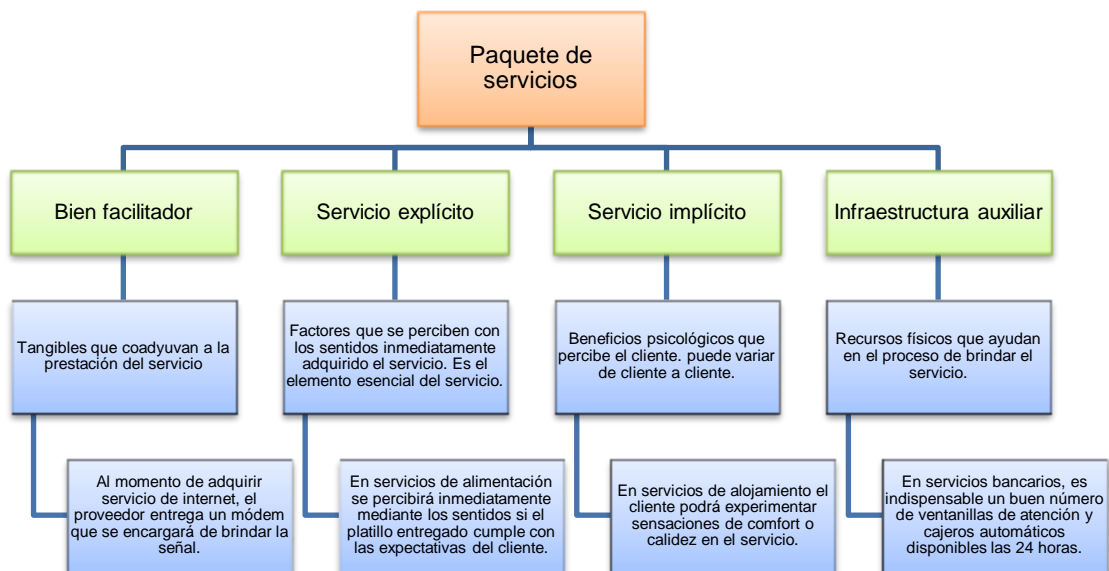 Paquete de
servicios
Bien facilitador
Servicio explícito
Servicio implícito
Infraestructura auxiliar
Tangibles que coadyuvan a la
prestación del servicio
Factores que se perciben con
los sentidos inmediatamente
adquirido el servicio. Es el
elemento esencial del servicio.
Beneficios psicológicos que
percibe el cliente. puede variar
de cliente a cliente.
Recursos físicos que ayudan
en el proceso de brindar el
servicio.
Al momento de adquirir
servicio de internet, el
proveedor entrega un módem
que se encargará de brindar la
señal.
En servicios de alimentación
se percibirá inmediatamente
mediante los sentidos si el
platillo entregado cumple con
las expectativas del cliente.
En servicios de alojamiento el
cliente podrá experimentar
sensaciones de comfort o
calidez en el servicio.
En servicios bancarios, es
indispensable un buen número
de ventanillas de atención y
cajeros automáticos
disponibles las 24 horas.